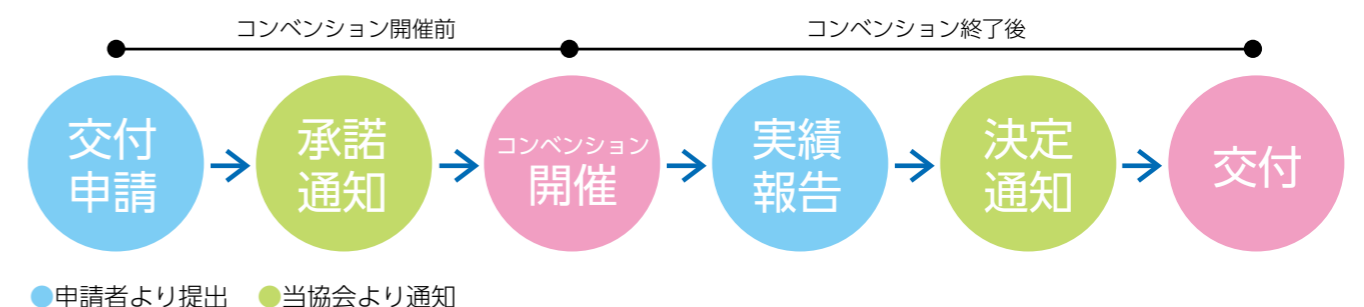 コンベンション開催前
コンベンション終了後
交付
申請
承諾
通知
コンベンション
開催
実績
報告
決定
通知
交付
●申請者より提出 ●当協会より通知